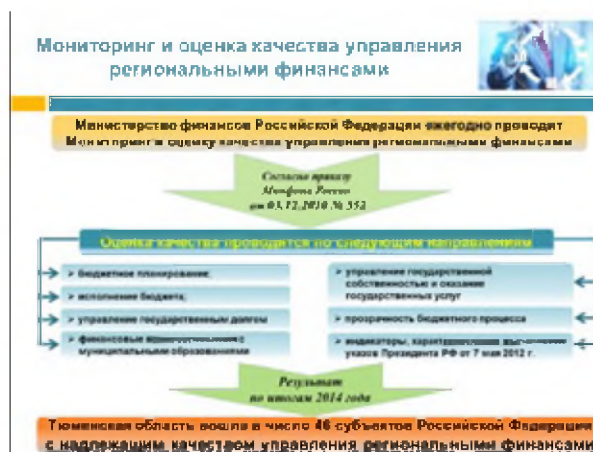 Мониторинг и оценка качества управления
региональными финансами
Министерство финансов Российской Федерации ежегодно проводит
Мониторинг и оценку качества управления региональными финансами
Согласно приказу
Минфина России
от 03.12.2010 № 552
Оценка качества проводится по следующим направлениям
➤ бюджетное планирование;
➤ исполнение бюджета;
➤ управление государственным долгом
➤ финансовые с
муниципальными образованиями
➤ управление государственной
собственностью и оказание
государственных услуг
➤ прозрачность бюджетного процесса
➤ индикаторы,
указов Президента РФ от 7 мая 2012 г.
Результат
по итогам 2014 года
Тюменская область вошла в число 46 субъектов Российской Федерации
с надлежащим качеством управления региональными финансами